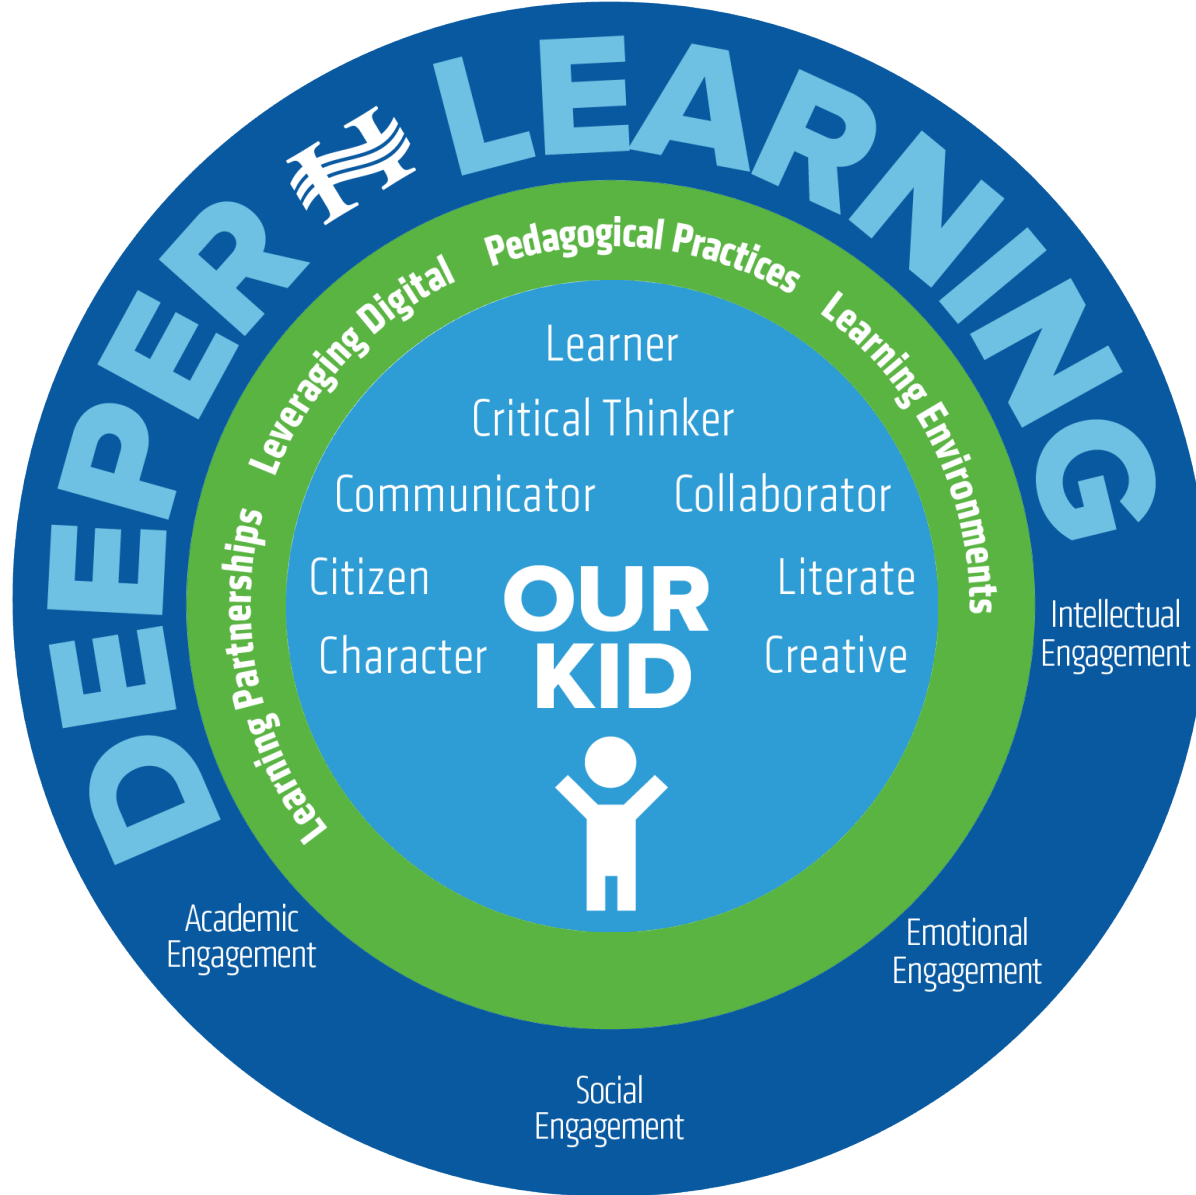 DEEPER LEARNING
Learning Partnerships
Leveraging Digital
Pedagogical Practices
Learning Environments
Learner
Critical Thinker
Communicator
Collaborator
Citizen
Literate
Character
Creative
OUR
KID
Intellectual
Engagement
Academic
Engagement
Emotional
Engagement
Social
Engagement